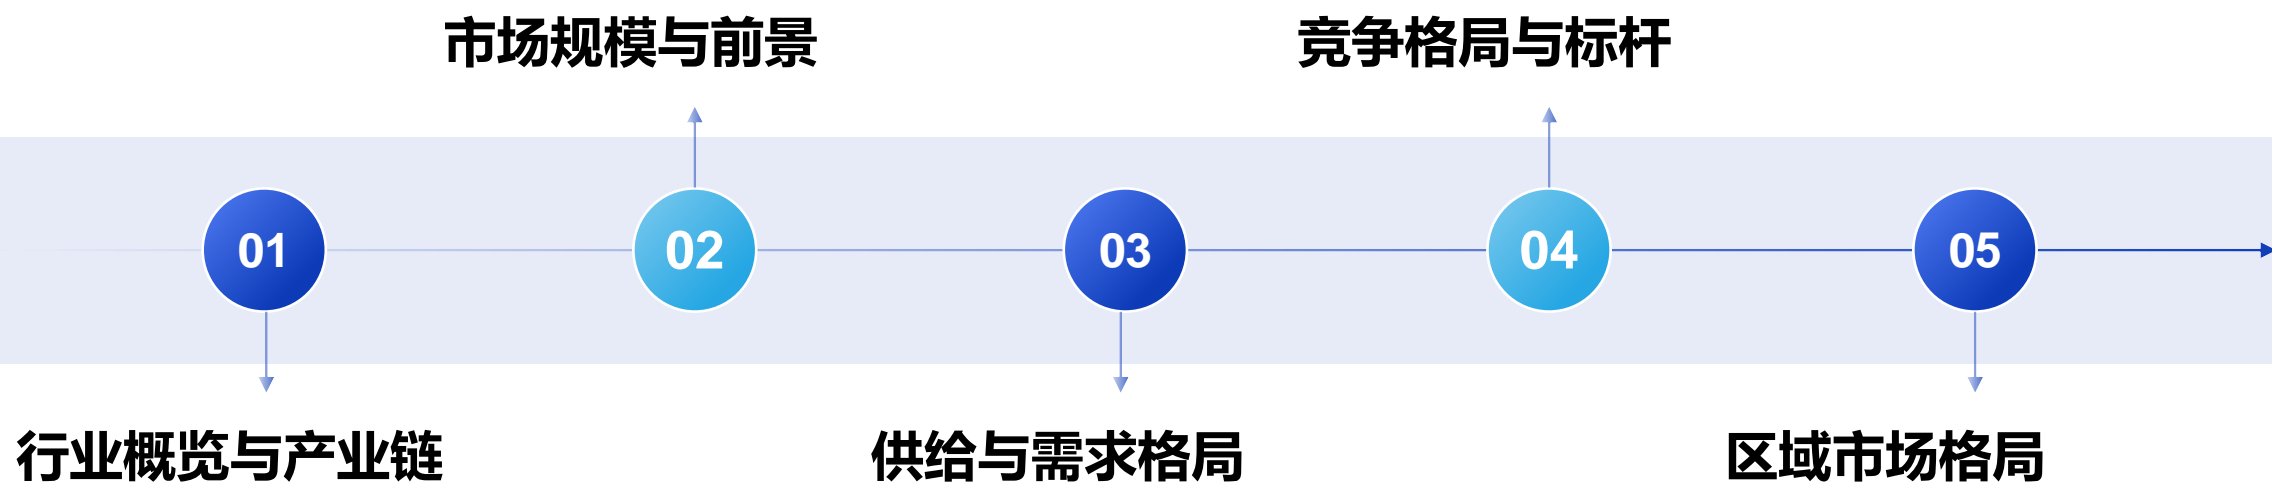 市场规模与前景
竞争格局与标杆
01
02
03
04
05
行业概览与产业链
供给与需求格局
区域市场格局